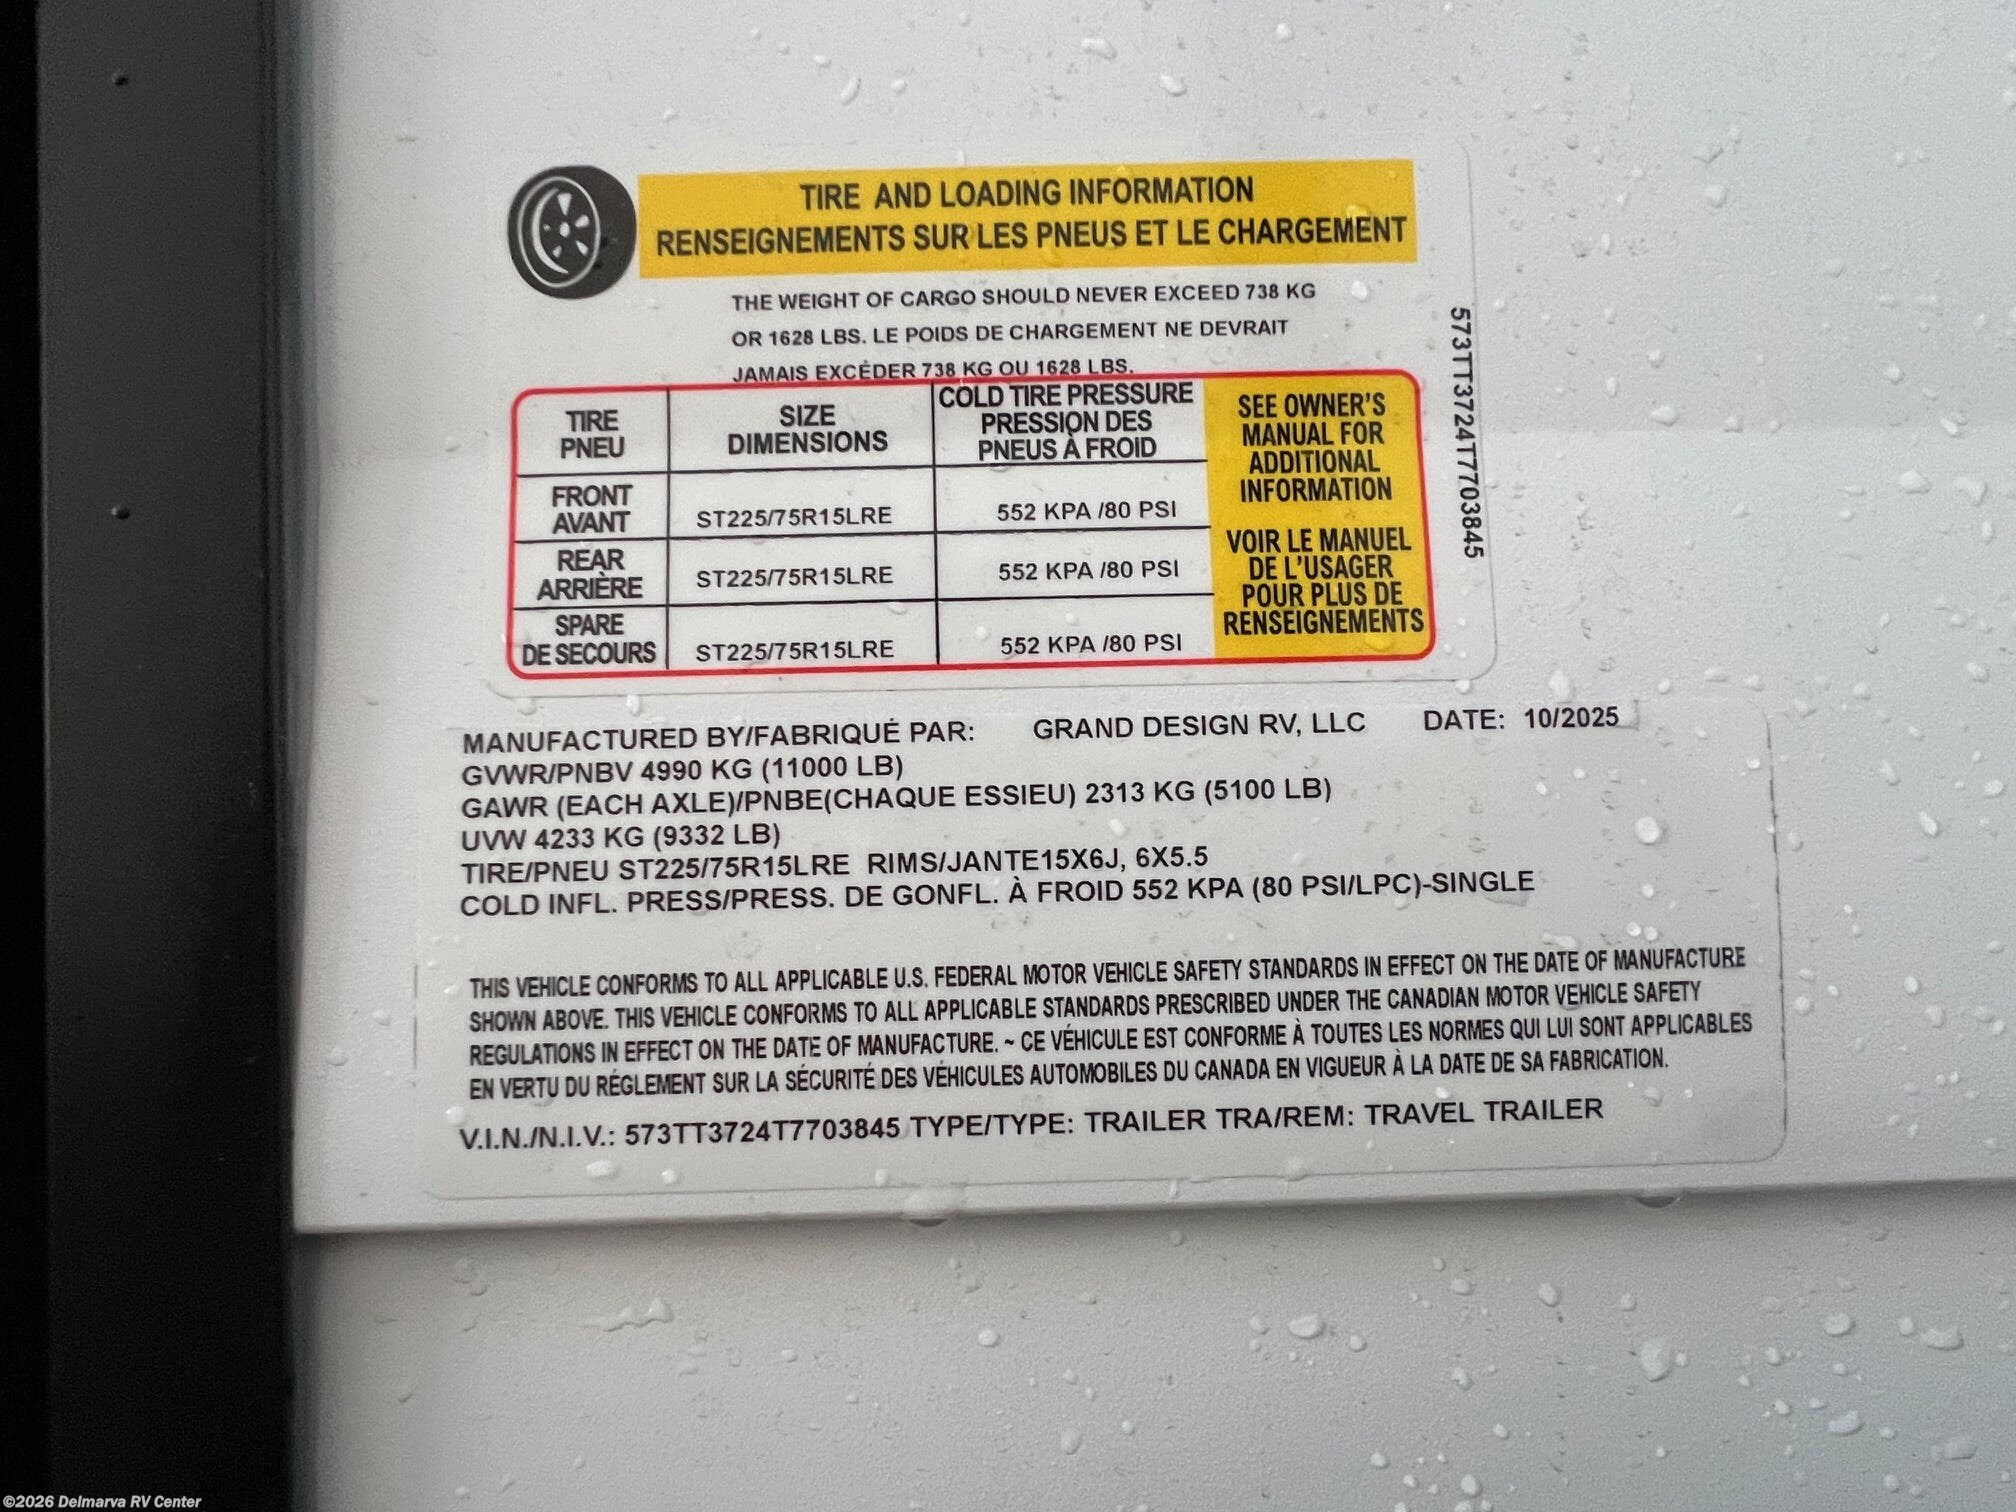 TIRE AND LOADING INFORMATION
RENSEIGNEMENTS SUR LES PNEUS ET LE CHARGEMENT
THE WEIGHT OF CARGO SHOULD NEVER EXCEED 738 KG
OR 1628 LBS. LE POIDS DE CHARGEMENT NE DEVRAIT
JAMAIS EXCÉDER 738 KG OU 1628 LBS.
TIRE
PNEU
SIZE
DIMENSIONS
COLD TIRE PRESSURE
PRESSION DES
PNEUS À FROID
FRONT
AVANT
ST225/75R15LRE
552 KPA /80 PSI
REAR
ARRIÈRE
ST225/75R15LRE
552 KPA /80 PSI
SPARE
DE SECOURS
ST225/75R15LRE
552 KPA /80 PSI
SEE OWNER'S
MANUAL FOR
ADDITIONAL
INFORMATION
VOIR LE MANUEL
DE L'USAGER
POUR PLUS DE
RENSEIGNEMENTS
573TT3724T7703845
MANUFACTURED BY/FABRIQUÉ PAR: GRAND DESIGN RV, LLC DATE: 10/2025
GVWR/PNBV 4990 KG (11000 LB)
GAWR (EACH AXLE)/PNBE(CHAQUE ESSIEU) 2313 KG (5100 LB)
UVW 4233 KG (9332 LB)
TIRE/PNEU ST225/75R15LRE RIMS/JANTE15X6J, 6X5.5
COLD INFL. PRESS/PRESS. DE GONFL. À FROID 552 KPA (80 PSI/LPC)-SINGLE
THIS VEHICLE CONFORMS TO ALL APPLICABLE U.S. FEDERAL MOTOR VEHICLE SAFETY STANDARDS IN EFFECT ON THE DATE OF MANUFACTURE
SHOWN ABOVE. THIS VEHICLE CONFORMS TO ALL APPLICABLE STANDARDS PRESCRIBED UNDER THE CANADIAN MOTOR VEHICLE SAFETY
REGULATIONS IN EFFECT ON THE DATE OF MANUFACTURE. ~ CE VÉHICULE EST CONFORME À TOUTES LES NORMES QUI LUI SONT APPLICABLES
EN VERTU DU RÉGLEMENT SUR LA SÉCURITÉ DES VÉHICULES AUTOMOBILES DU CANADA EN VIGUEUR À LA DATE DE SA FABRICATION.
V.I.N./N.I.V.: 573TT3724T7703845 TYPE/TYPE: TRAILER TRA/REM: TRAVEL TRAILER
©2026 Delmarva RV Center